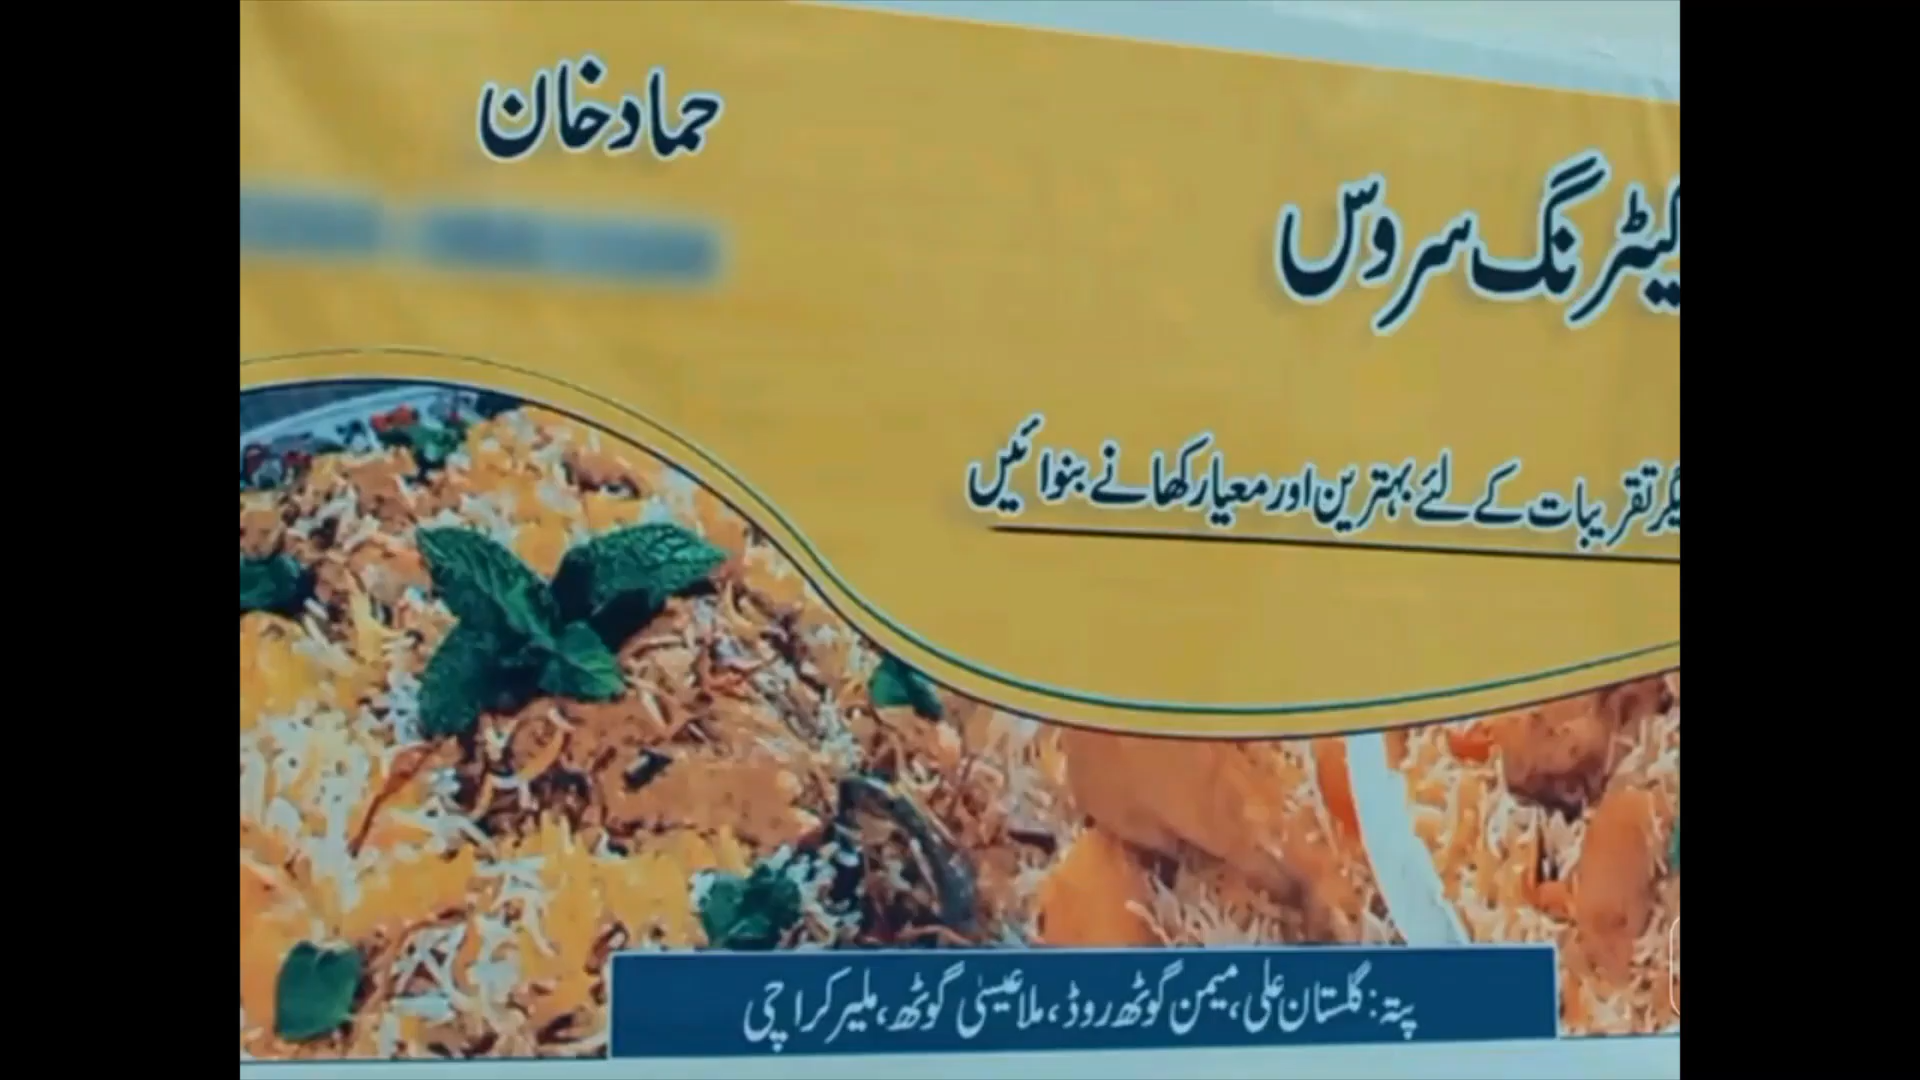 حماد خان
کیٹرنگ سروس
دیگر تقریبات کے لئے بہترین اور معیار کھانے بنوائیں
پتہ: گلستان علی، میمن گوٹھ روڈ، ملا عیسیٰ گوٹھ، ملیر کراچی